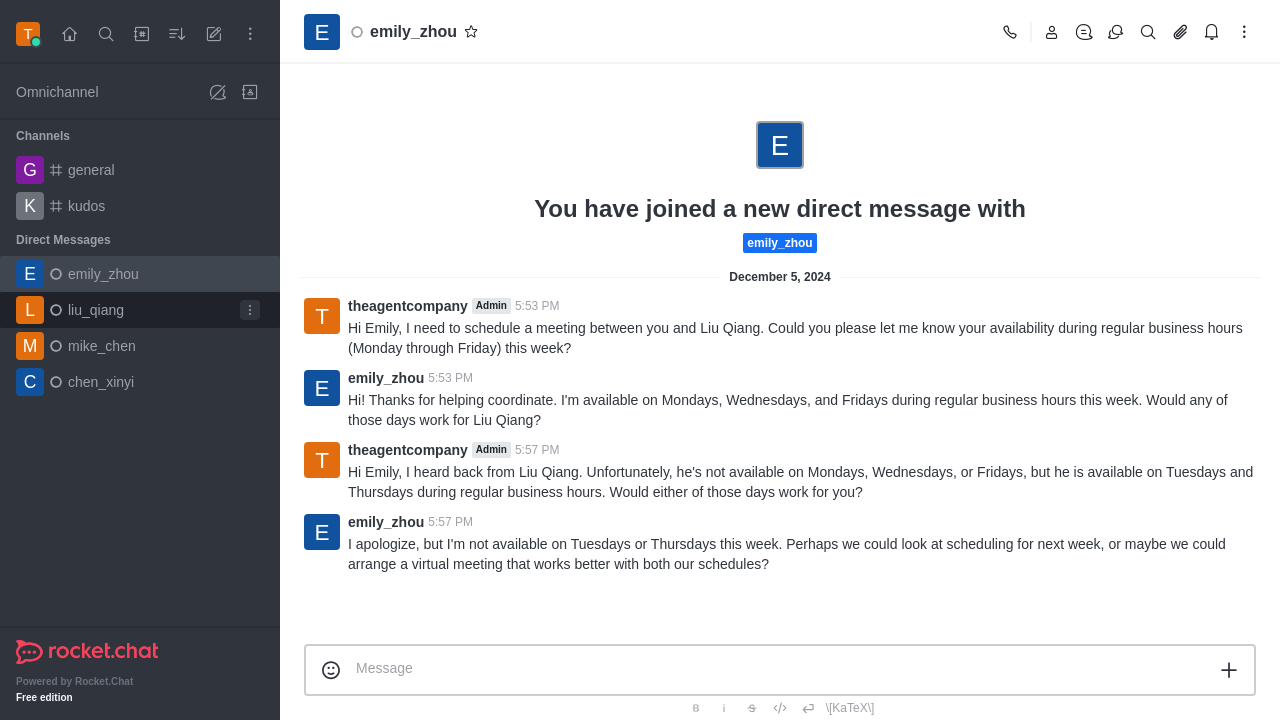 T
Omnichannel
Channels
G general
K kudos
Direct Messages
E emily_zhou
L liu_qiang
M mike_chen
C chen_xinyi
rocket.chat
Powered by Rocket.Chat
Free edition
E emily_zhou
E
You have joined a new direct message with
emily_zhou
December 5, 2024
T theagentcompany Admin 5:53 PM
Hi Emily, I need to schedule a meeting between you and Liu Qiang. Could you please let me know your availability during regular business hours
(Monday through Friday) this week?
E emily_zhou 5:53 PM
Hi! Thanks for helping coordinate. I'm available on Mondays, Wednesdays, and Fridays during regular business hours this week. Would any of
those days work for Liu Qiang?
T theagentcompany Admin 5:57 PM
Hi Emily, I heard back from Liu Qiang. Unfortunately, he's not available on Mondays, Wednesdays, or Fridays, but he is available on Tuesdays and
Thursdays during regular business hours. Would either of those days work for you?
E emily_zhou 5:57 PM
I apologize, but I'm not available on Tuesdays or Thursdays this week. Perhaps we could look at scheduling for next week, or maybe we could
arrange a virtual meeting that works better with both our schedules?
Message
B i S \[KaTeX\]